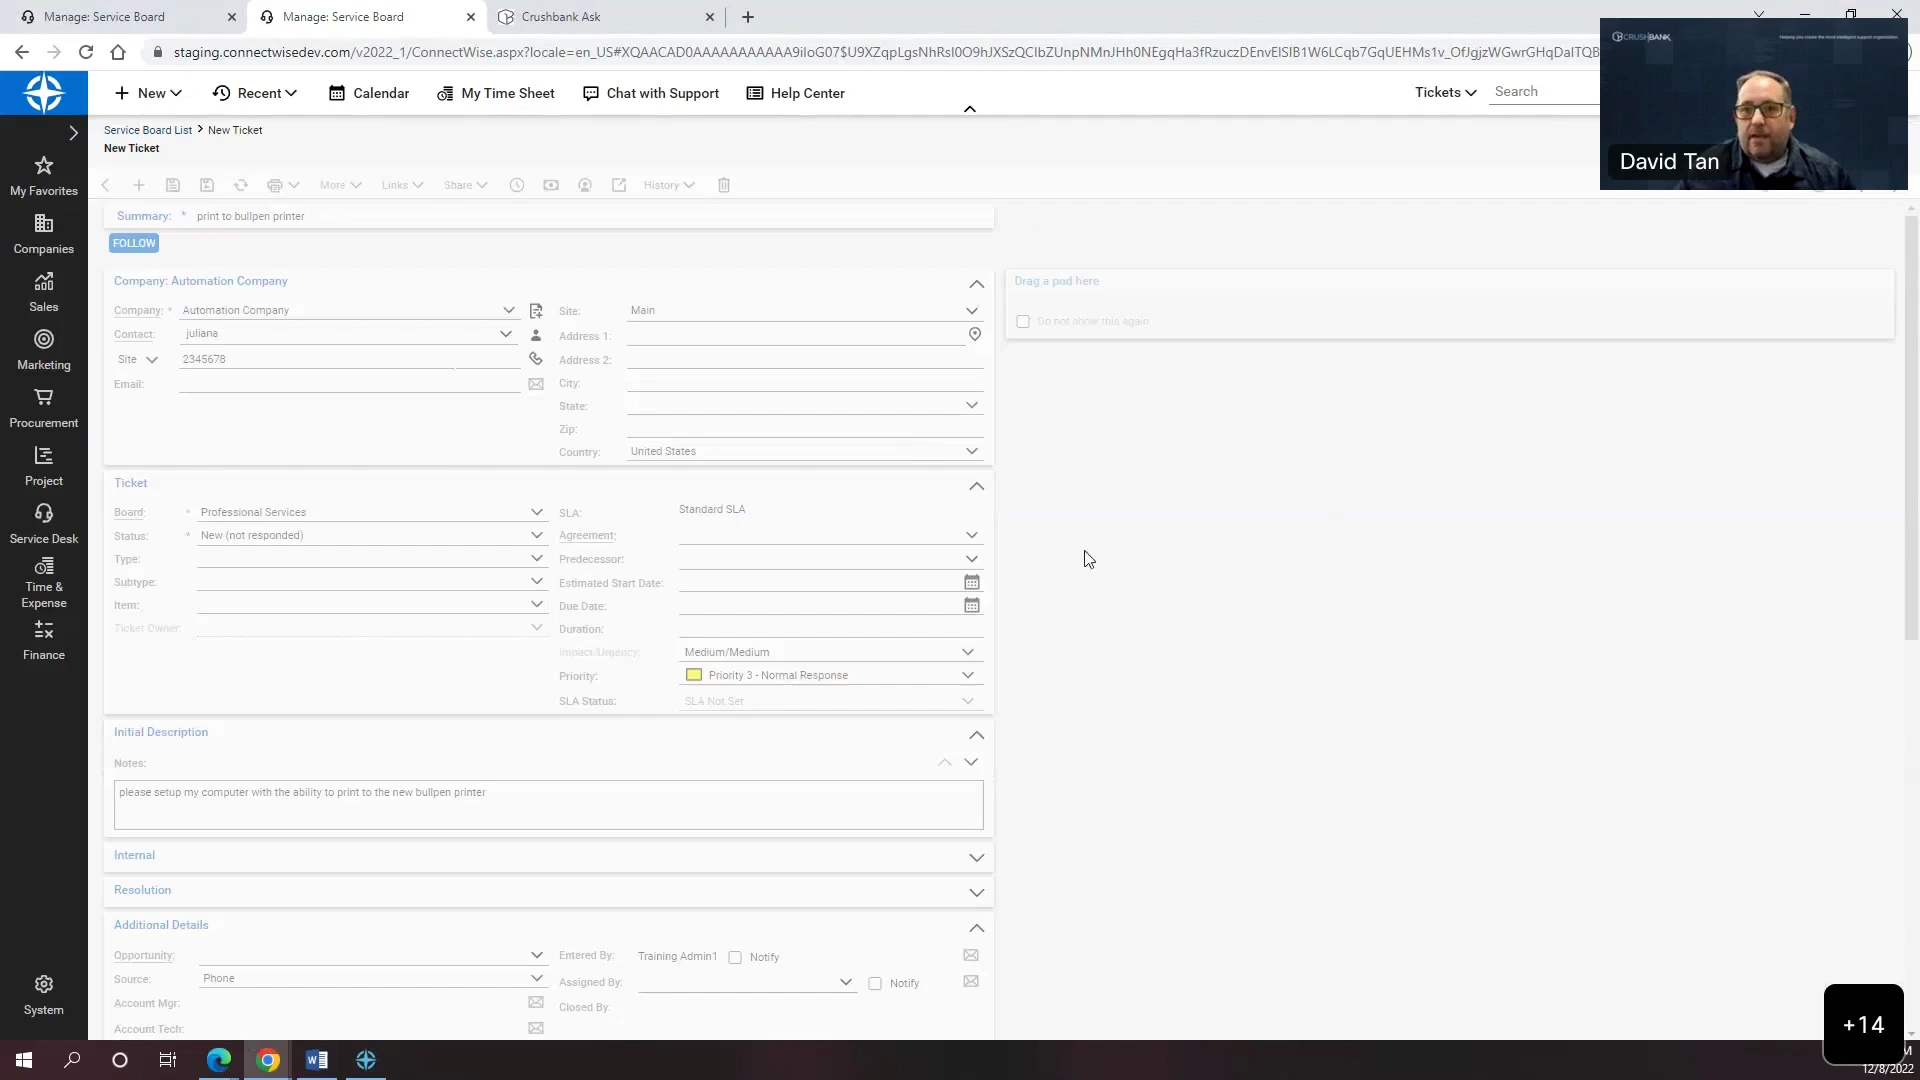 Manage: Service Board
Manage: Service Board
Crushbank Ask
staging.connectwisedev.com/v2022_1/ConnectWise.aspx?locale=en_US#
New
Recent
Calendar
My Time Sheet
Chat with Support
Help Center
Tickets
Search
CRUSHBANK
David Tan
Service Board List > New Ticket
New Ticket
More
Links
Share
History
My Favorites
Companies
Sales
Marketing
Procurement
Project
Service Desk
Time &
Expense
Finance
System
Summary: * print to bullpen printer
FOLLOW
Company: Automation Company
Company: * Automation Company
Contact: juliana
Site 2345678
Email:
Site: Main
Address 1:
Address 2:
City:
State:
Zip:
Country: United States
Drag a pod here
Do not show this again
Ticket
Board: * Professional Services
Status: * New (not responded)
Type:
Subtype:
Item:
Ticket Owner:
SLA: Standard SLA
Agreement:
Predecessor:
Estimated Start Date:
Due Date:
Duration:
Impact/Urgency: Medium/Medium
Priority: Priority 3 - Normal Response
SLA Status: SLA Not Set
Initial Description
Notes:
please setup my computer with the ability to print to the new bullpen printer
Internal
Resolution
Additional Details
Opportunity:
Source: Phone
Account Mgr:
Account Tech:
Entered By: Training Admin1 Notify
Assigned By: Notify
Closed By:
+14
12/8/2022